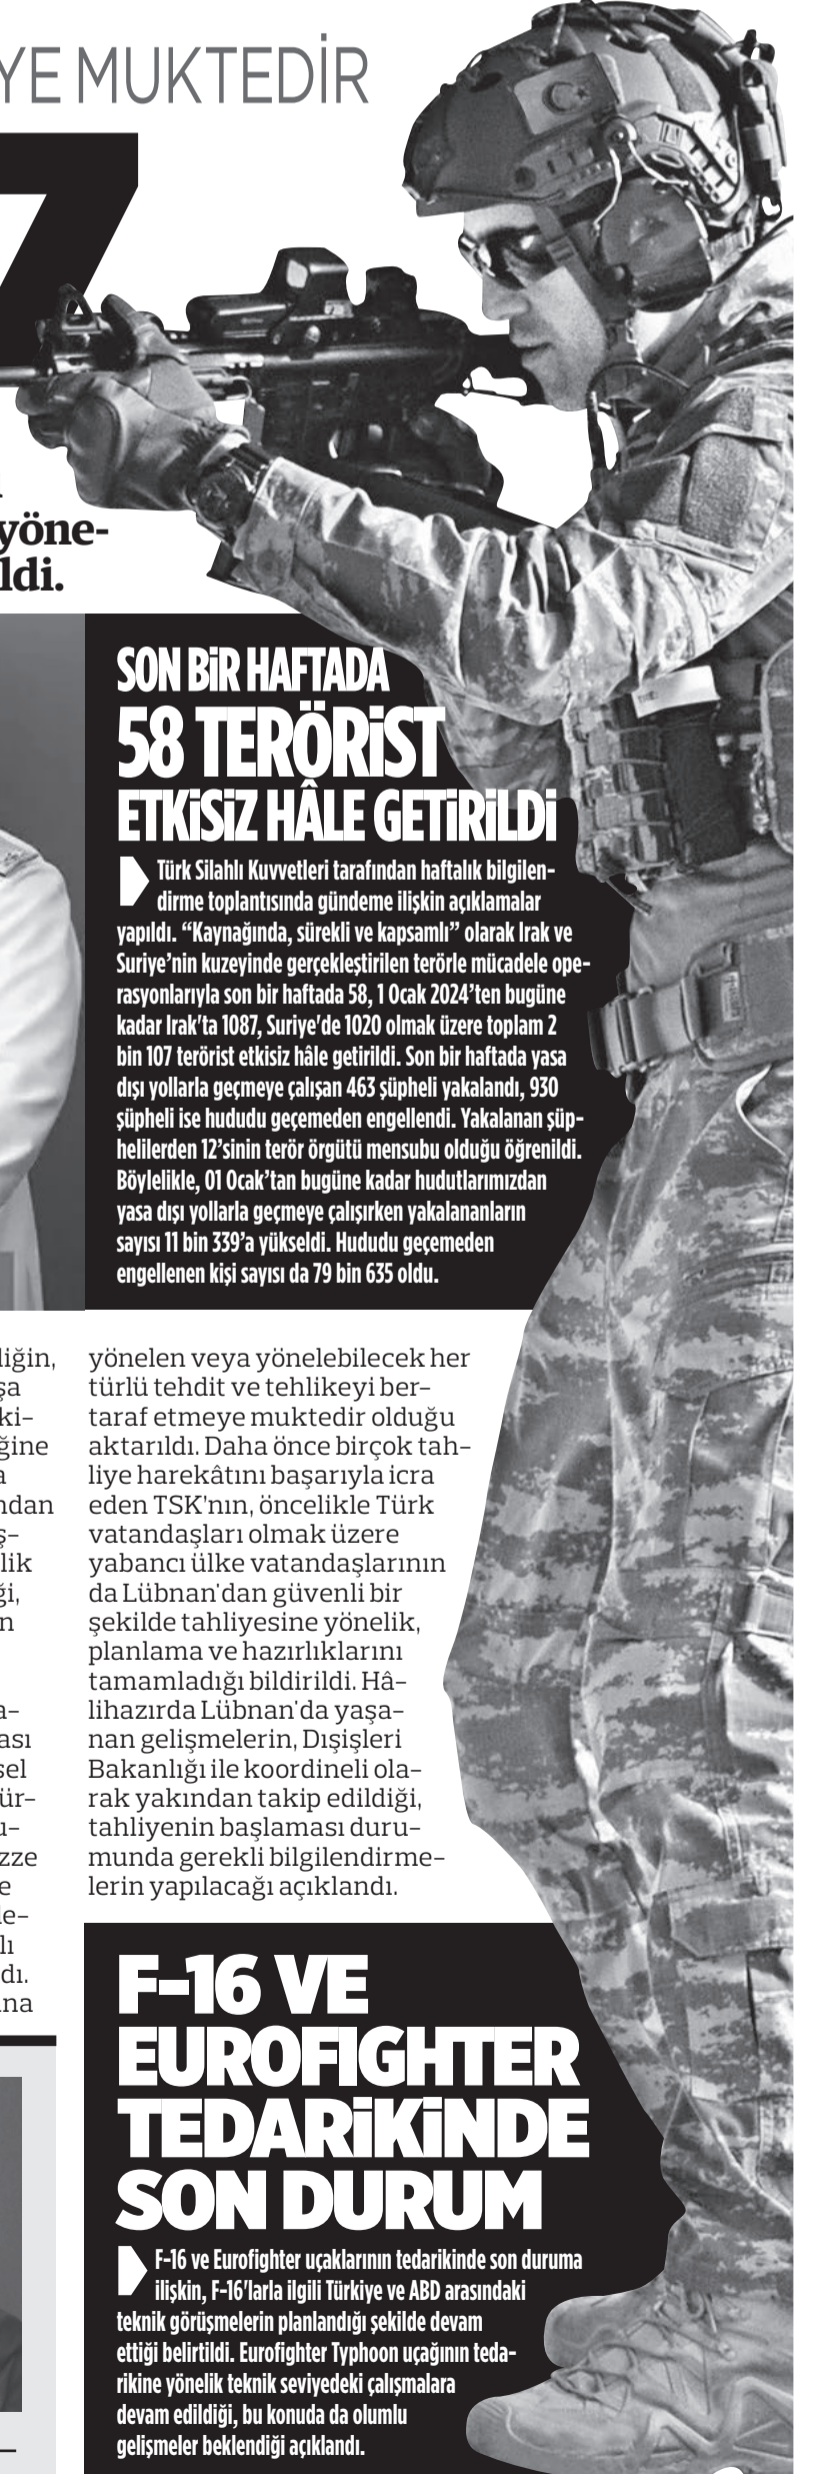 YE MUKTEDİR
7
yöne-
ldi.
SON BİR HAFTADA
58 TERÖRİST
ETKİSİZ HÂLE GETİRİLDİ
Türk Silahlı Kuvvetleri tarafından haftalık bilgilen-
dirme toplantısında gündeme ilişkin açıklamalar
yapıldı. “Kaynağında, sürekli ve kapsamlı” olarak Irak ve
Suriye’nin kuzeyinde gerçekleştirilen terörle mücadele ope-
rasyonlarıyla son bir haftada 58, 1 Ocak 2024’ten bugüne
kadar Irak'ta 1087, Suriye'de 1020 olmak üzere toplam 2
bin 107 terörist etkisiz hâle getirildi. Son bir haftada yasa
dışı yollarla geçmeye çalışan 463 şüpheli yakalandı, 930
şüpheli ise hududu geçemeden engellendi. Yakalanan şüp-
helilerden 12’sinin terör örgütü mensubu olduğu öğrenildi.
Böylelikle, 01 Ocak’tan bugüne kadar hudutlarımızdan
yasa dışı yollarla geçmeye çalışırken yakalananların
sayısı 11 bin 339’a yükseldi. Hududu geçemeden
engellenen kişi sayısı da 79 bin 635 oldu.
liğin,
şa
ki-
ğine
a
ndan
ş-
lik
ği,
n
a-
ası
sel
ür-
u-
zze
e
le-
lı
dı.
na
yönelen veya yönelebilecek her
türlü tehdit ve tehlikeyi ber-
taraf etmeye muktedir olduğu
aktarıldı. Daha önce birçok tah-
liye harekâtını başarıyla icra
eden TSK’nın, öncelikle Türk
vatandaşları olmak üzere
yabancı ülke vatandaşlarının
da Lübnan'dan güvenli bir
şekilde tahliyesine yönelik,
planlama ve hazırlıklarını
tamamladığı bildirildi. Hâ-
lihazırda Lübnan'da yaşa-
nan gelişmelerin, Dışişleri
Bakanlığı ile koordineli ola-
rak yakından takip edildiği,
tahliyenin başlaması duru-
munda gerekli bilgilendirme-
lerin yapılacağı açıklandı.
F-16 VE
EUROFIGHTER
TEDARİKİNDE
SON DURUM
F-16 ve Eurofighter uçaklarının tedarikinde son duruma
ilişkin, F-16'larla ilgili Türkiye ve ABD arasındaki
teknik görüşmelerin planlandığı şekilde devam
ettiği belirtildi. Eurofighter Typhoon uçağının teda-
rikine yönelik teknik seviyedeki çalışmalara
devam edildiği, bu konuda da olumlu
gelişmeler beklendiği açıklandı.